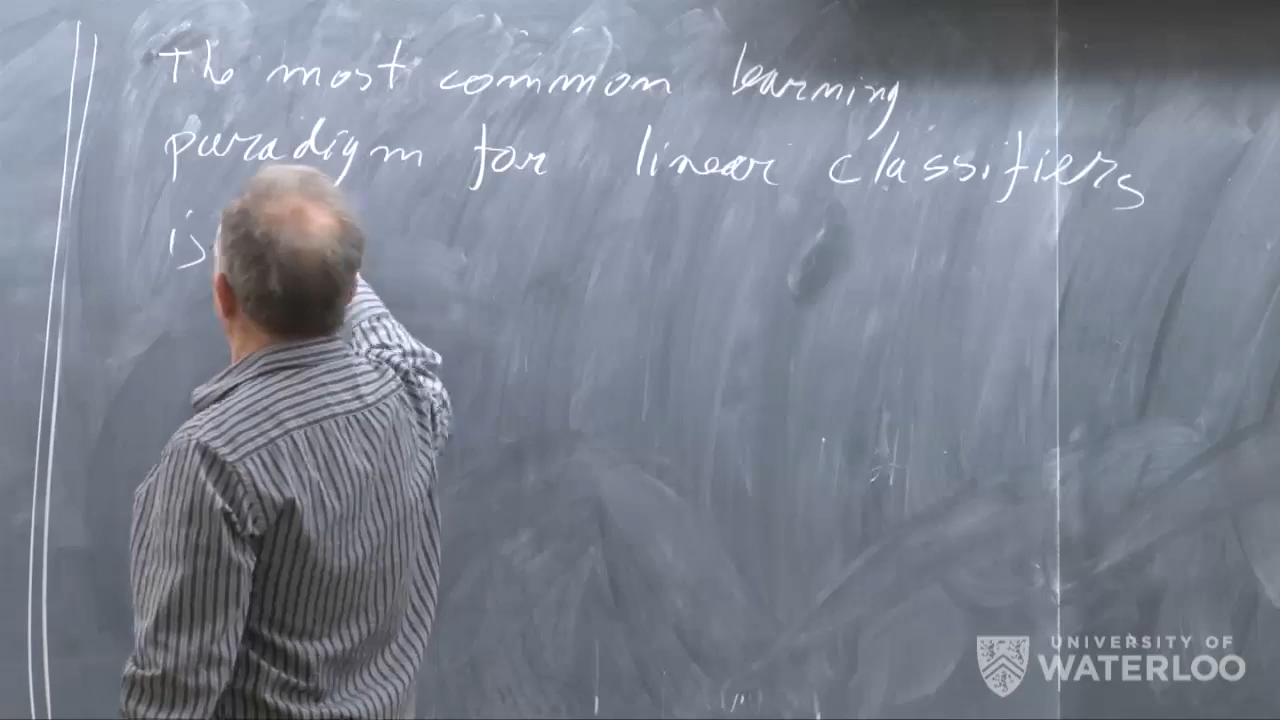 The most common learning
paradigm for linear classifiers
is
UNIVERSITY OF
WATERLOO